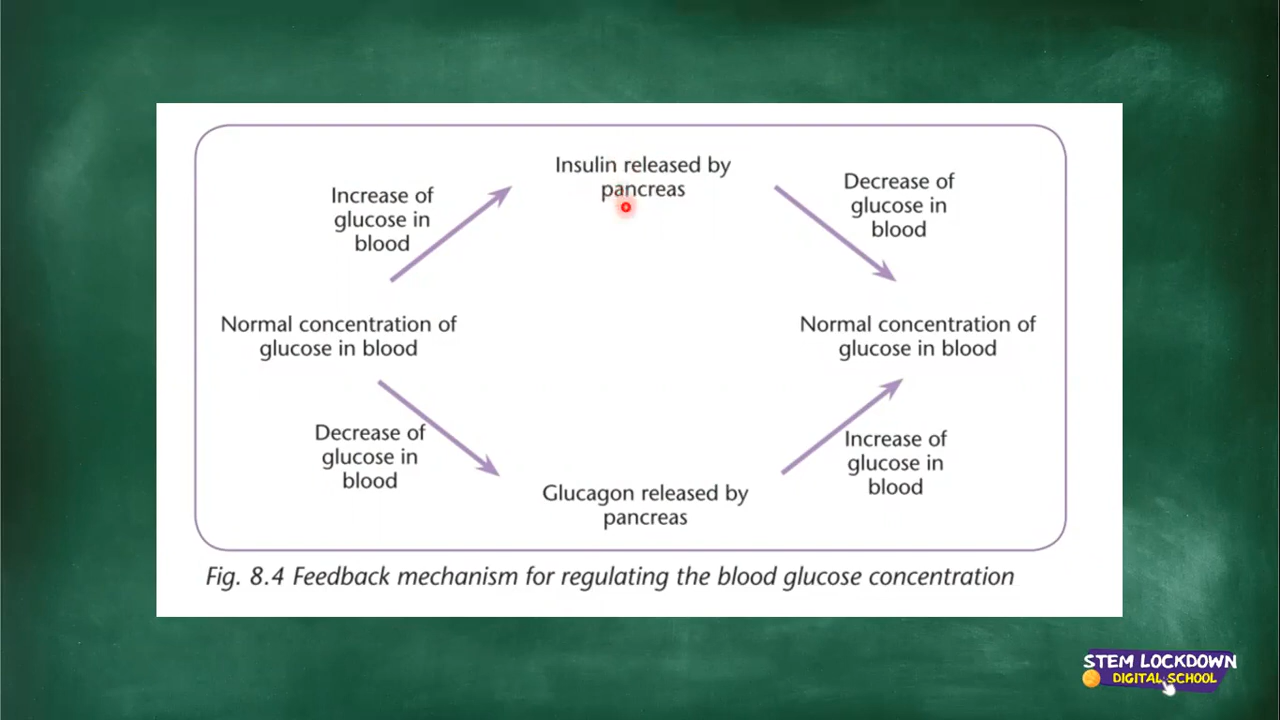 Insulin released by
pancreas
Increase of
glucose in
blood
Decrease of
glucose in
blood
Normal concentration of
glucose in blood
Normal concentration of
glucose in blood
Decrease of
glucose in
blood
Increase of
glucose in
blood
Glucagon released by
pancreas
Fig. 8.4 Feedback mechanism for regulating the blood glucose concentration
STEM LOCKDOWN
DIGITAL SCHOOL